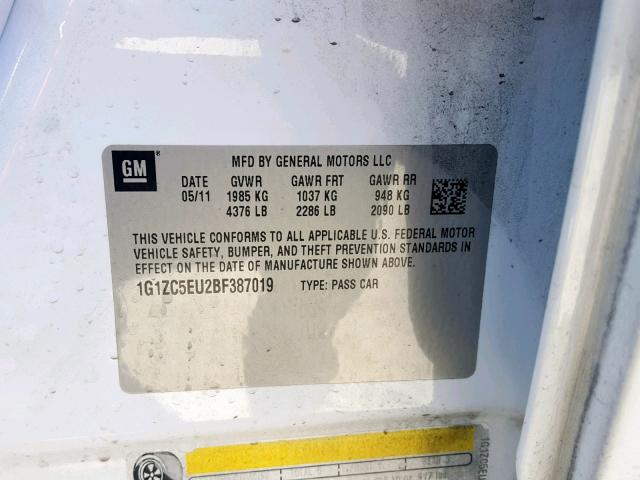 GM®
MFD BY GENERAL MOTORS LLC
DATE GVWR GAWR FRT GAWR RR
05/11 1985 KG 1037 KG 948 KG
4376 LB 2286 LB 2090 LB
THIS VEHICLE CONFORMS TO ALL APPLICABLE U.S. FEDERAL MOTOR
VEHICLE SAFETY, BUMPER, AND THEFT PREVENTION STANDARDS IN
EFFECT ON THE DATE OF MANUFACTURE SHOWN ABOVE.
1G1ZC5EU2BF387019 TYPE: PASS CAR
1G1ZC5EU